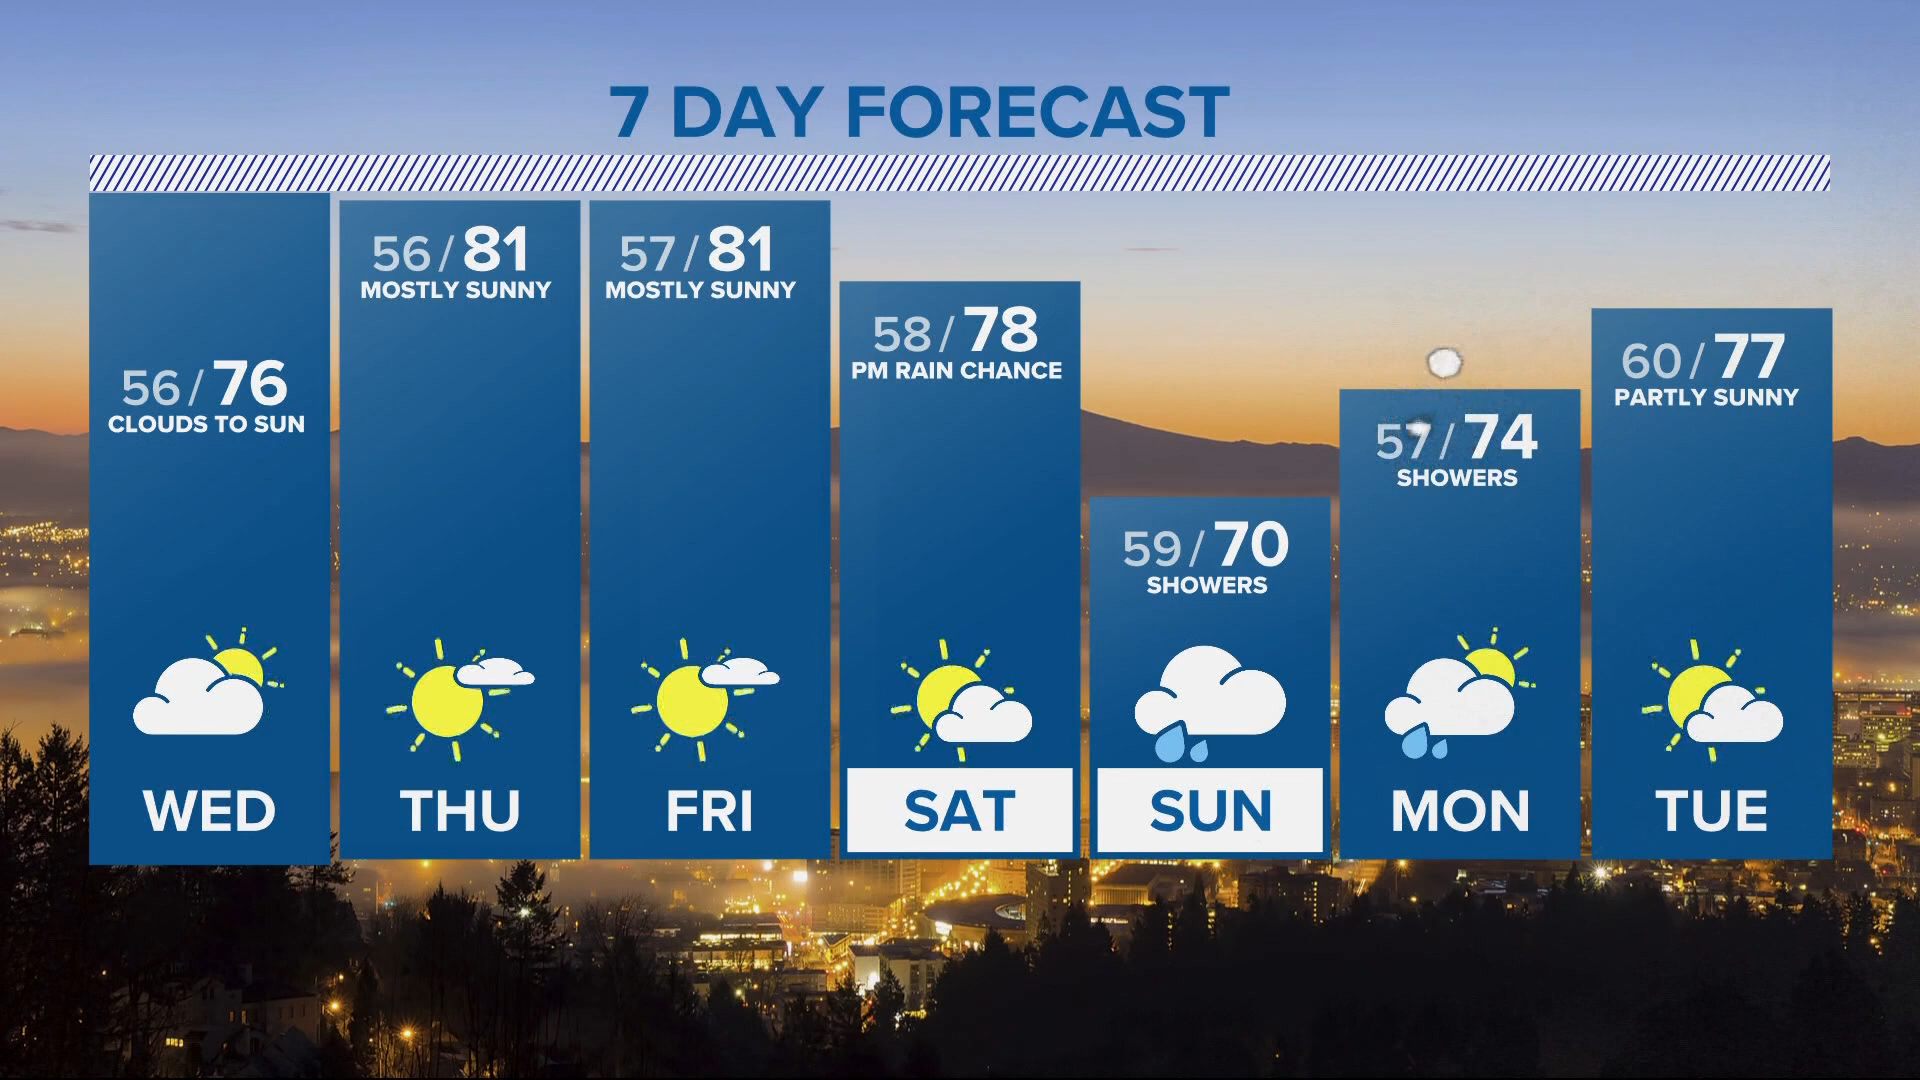 7 DAY FORECAST
56/76
CLOUDS TO SUN
WED
56/81
MOSTLY SUNNY
THU
57/81
MOSTLY SUNNY
FRI
58/78
PM RAIN CHANCE
SAT
59/70
SHOWERS
SUN
57/74
SHOWERS
MON
60/77
PARTLY SUNNY
TUE